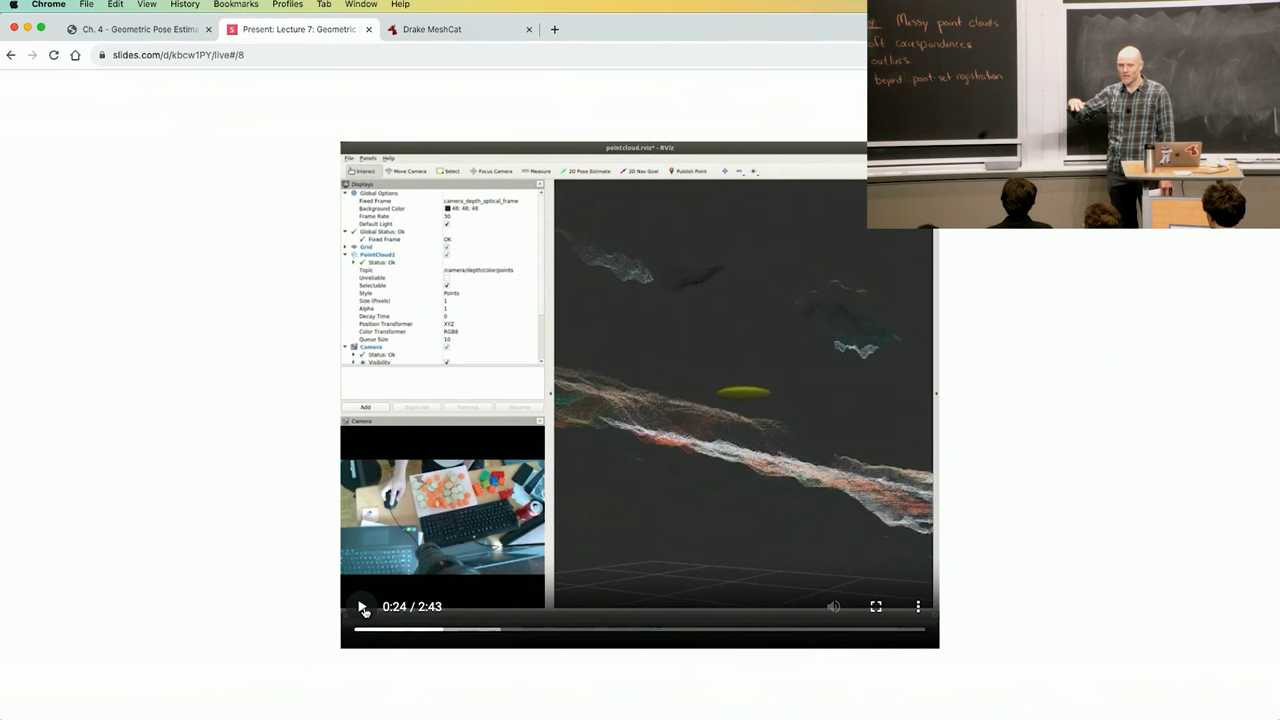 Chrome File Edit View History Bookmarks Profiles Tab Window Help
Ch. 4 - Geometric Pose Estima
Present: Lecture 7: Geometric
Drake MeshCat
slides.com/d/kbcw1PY/live#/8
Messy point clouds
oft correspondences
outliers
beyond point set registration
pointcloud.rviz* - RViz
File Panels Help
Interact Move Camera Select Focus Camera Measure 2D Pose Estimate 2D Nav Goal Publish Point
Displays
Global Options
Fixed Frame camera_depth_optical_frame
Background Color 48; 48; 48
Frame Rate 30
Default Light
Global Status: Ok
Fixed Frame OK
Grid
PointCloud2
Status: Ok
Topic /camera/depth/color/points
Unreliable
Selectable
Style Points
Size (Pixels) 1
Alpha 1
Decay Time 0
Position Transformer XYZ
Color Transformer RGB8
Queue Size 10
Camera
Status: Ok
Visibility
Add Duplicate Remove Rename
Camera
0:24 / 2:43